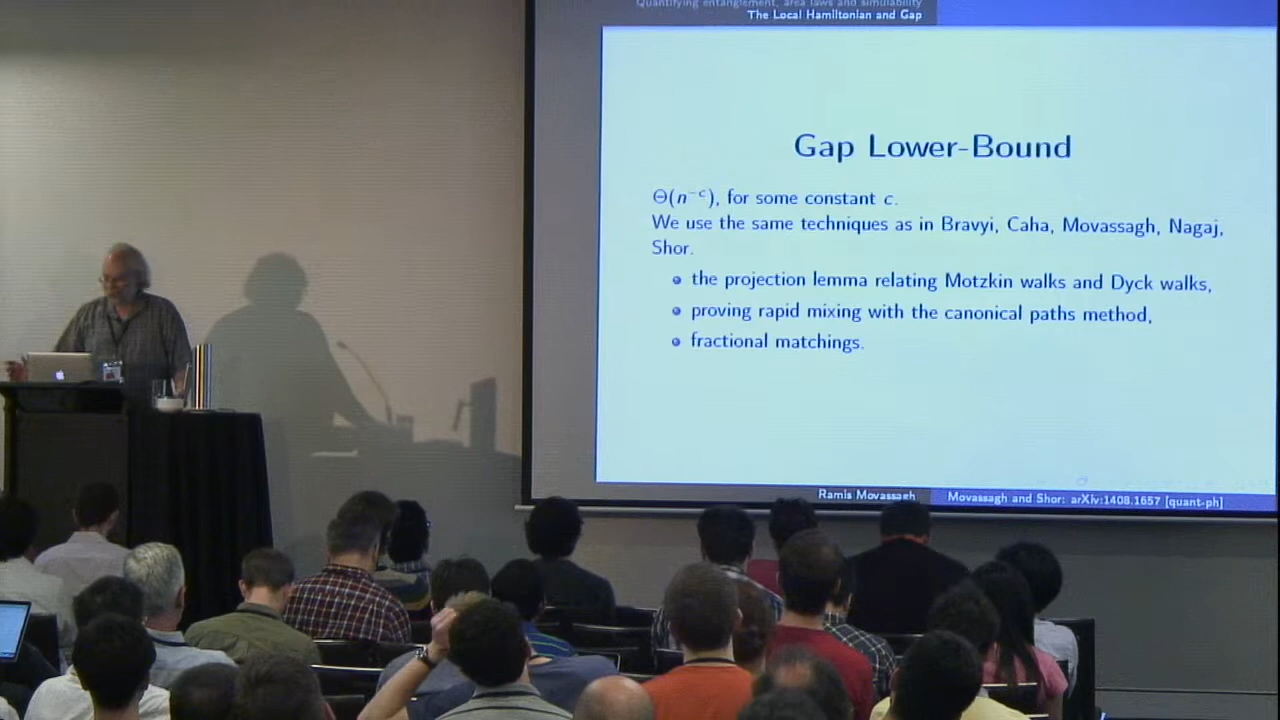 Quantifying entanglement, area laws and simulability
The Local Hamiltonian and Gap
Gap Lower-Bound
Θ(n⁻ᶜ), for some constant c.
We use the same techniques as in Bravyi, Caha, Movassagh, Nagaj,
Shor.
the projection lemma relating Motzkin walks and Dyck walks,
proving rapid mixing with the canonical paths method,
fractional matchings.
Ramis Movassagh
Movassagh and Shor: arXiv:1408.1657 [quant-ph]